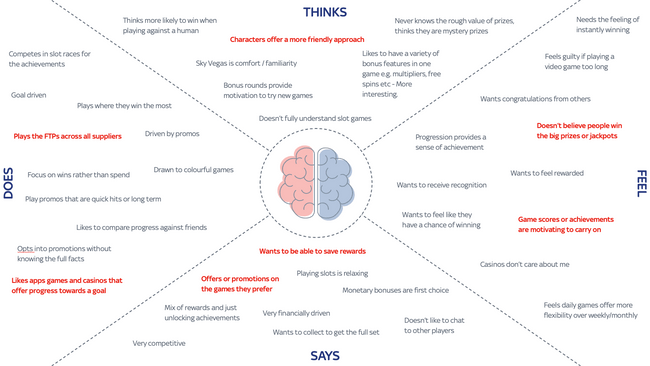 THINKS
Thinks more likely to win when
playing against a human
Characters offer a more friendly approach
Never knows the rough value of prizes,
thinks they are mystery prizes
Sky Vegas is comfort / familiarity
Likes to have a variety of
bonus features in one
game e.g. multipliers, free
spins etc - More
interesting.
Bonus rounds provide
motivation to try new games
Doesn't fully understand slot games
DOES
Competes in slot races for
the achievements
Goal driven
Plays where they win the most
Plays the FTPs across all suppliers
Driven by promos
Focus on wins rather than spend
Drawn to colourful games
Play promos that are quick hits or long term
Likes to compare progress against friends
Opts into promotions without
knowing the full facts
Likes apps games and casinos that
offer progress towards a goal
FEEL
Needs the feeling of
instantly winning
Feels guilty if playing a
video game too long
Wants congratulations from others
Doesn't believe people win
the big prizes or jackpots
Progression provides a
sense of achievement
Wants to feel rewarded
Wants to receive recognition
Wants to feel like they
have a chance of winning
Game scores or achievements
are motivating to carry on
Casinos don't care about me
Feels daily games offer more
flexibility over weekly/monthly
Wants to be able to save rewards
Offers or promotions on
the games they prefer
Playing slots is relaxing
Monetary bonuses are first choice
Mix of rewards and just
unlocking achievements
Very financially driven
Doesn't like to chat
to other players
Wants to collect to get the full set
Very competitive
SAYS